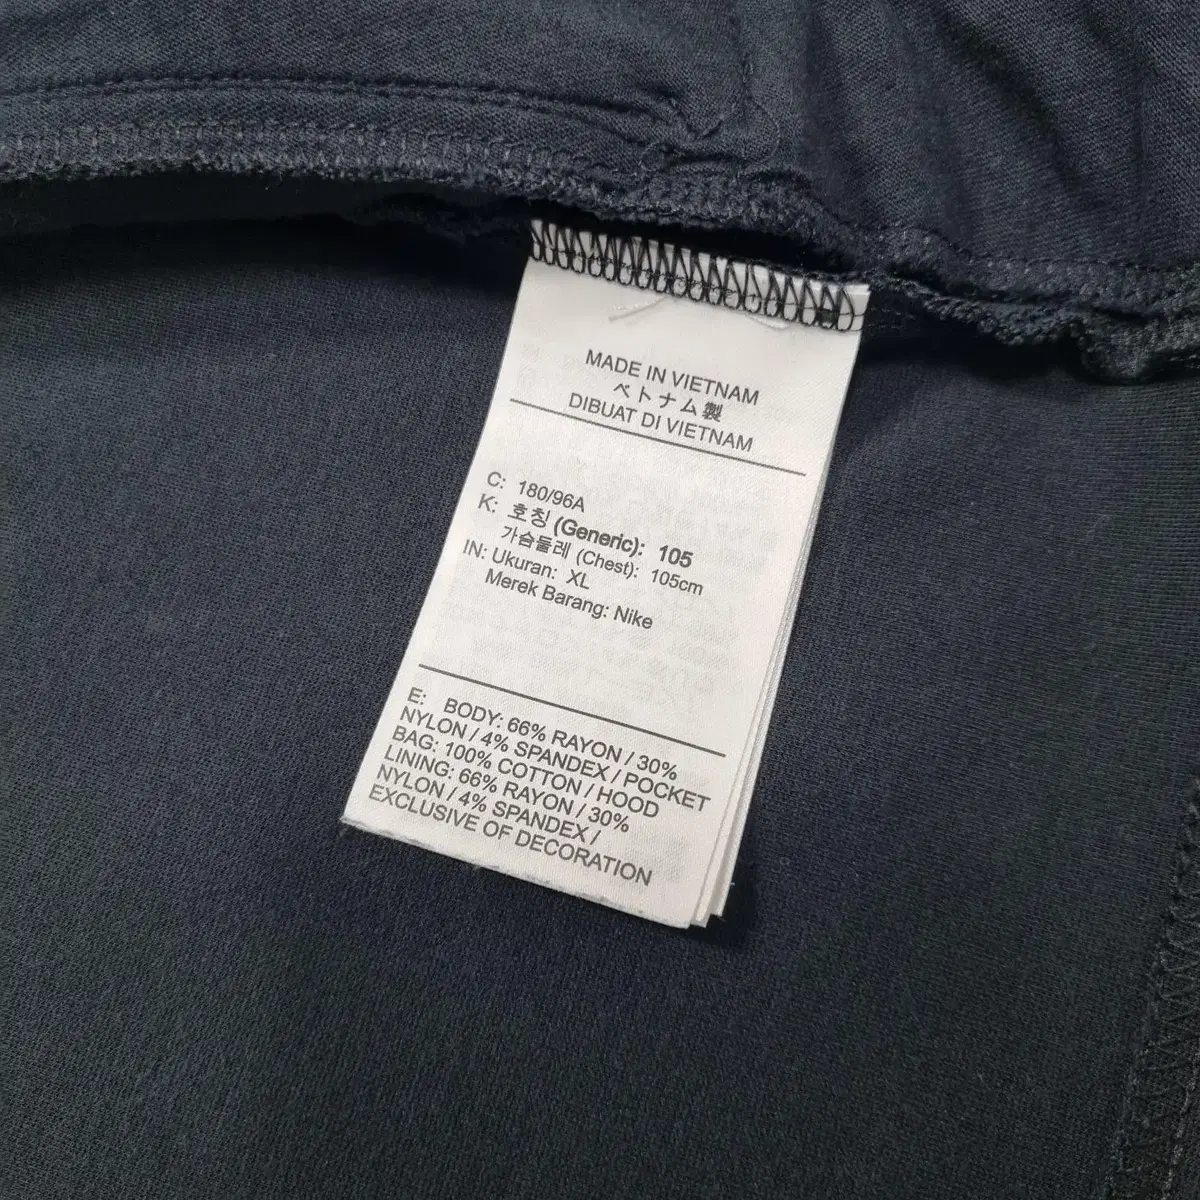 MADE IN VIETNAM
ベトナム製
DIBUAT DI VIETNAM
C: 180/96A
K: 호칭 (Generic): 105
가슴둘레 (Chest): 105cm
IN: Ukuran: XL
Merek Barang: Nike
E: BODY: 66% RAYON / 30%
NYLON / 4% SPANDEX / POCKET
BAG: 100% COTTON / HOOD
LINING: 66% RAYON / 30%
NYLON / 4% SPANDEX /
EXCLUSIVE OF DECORATION